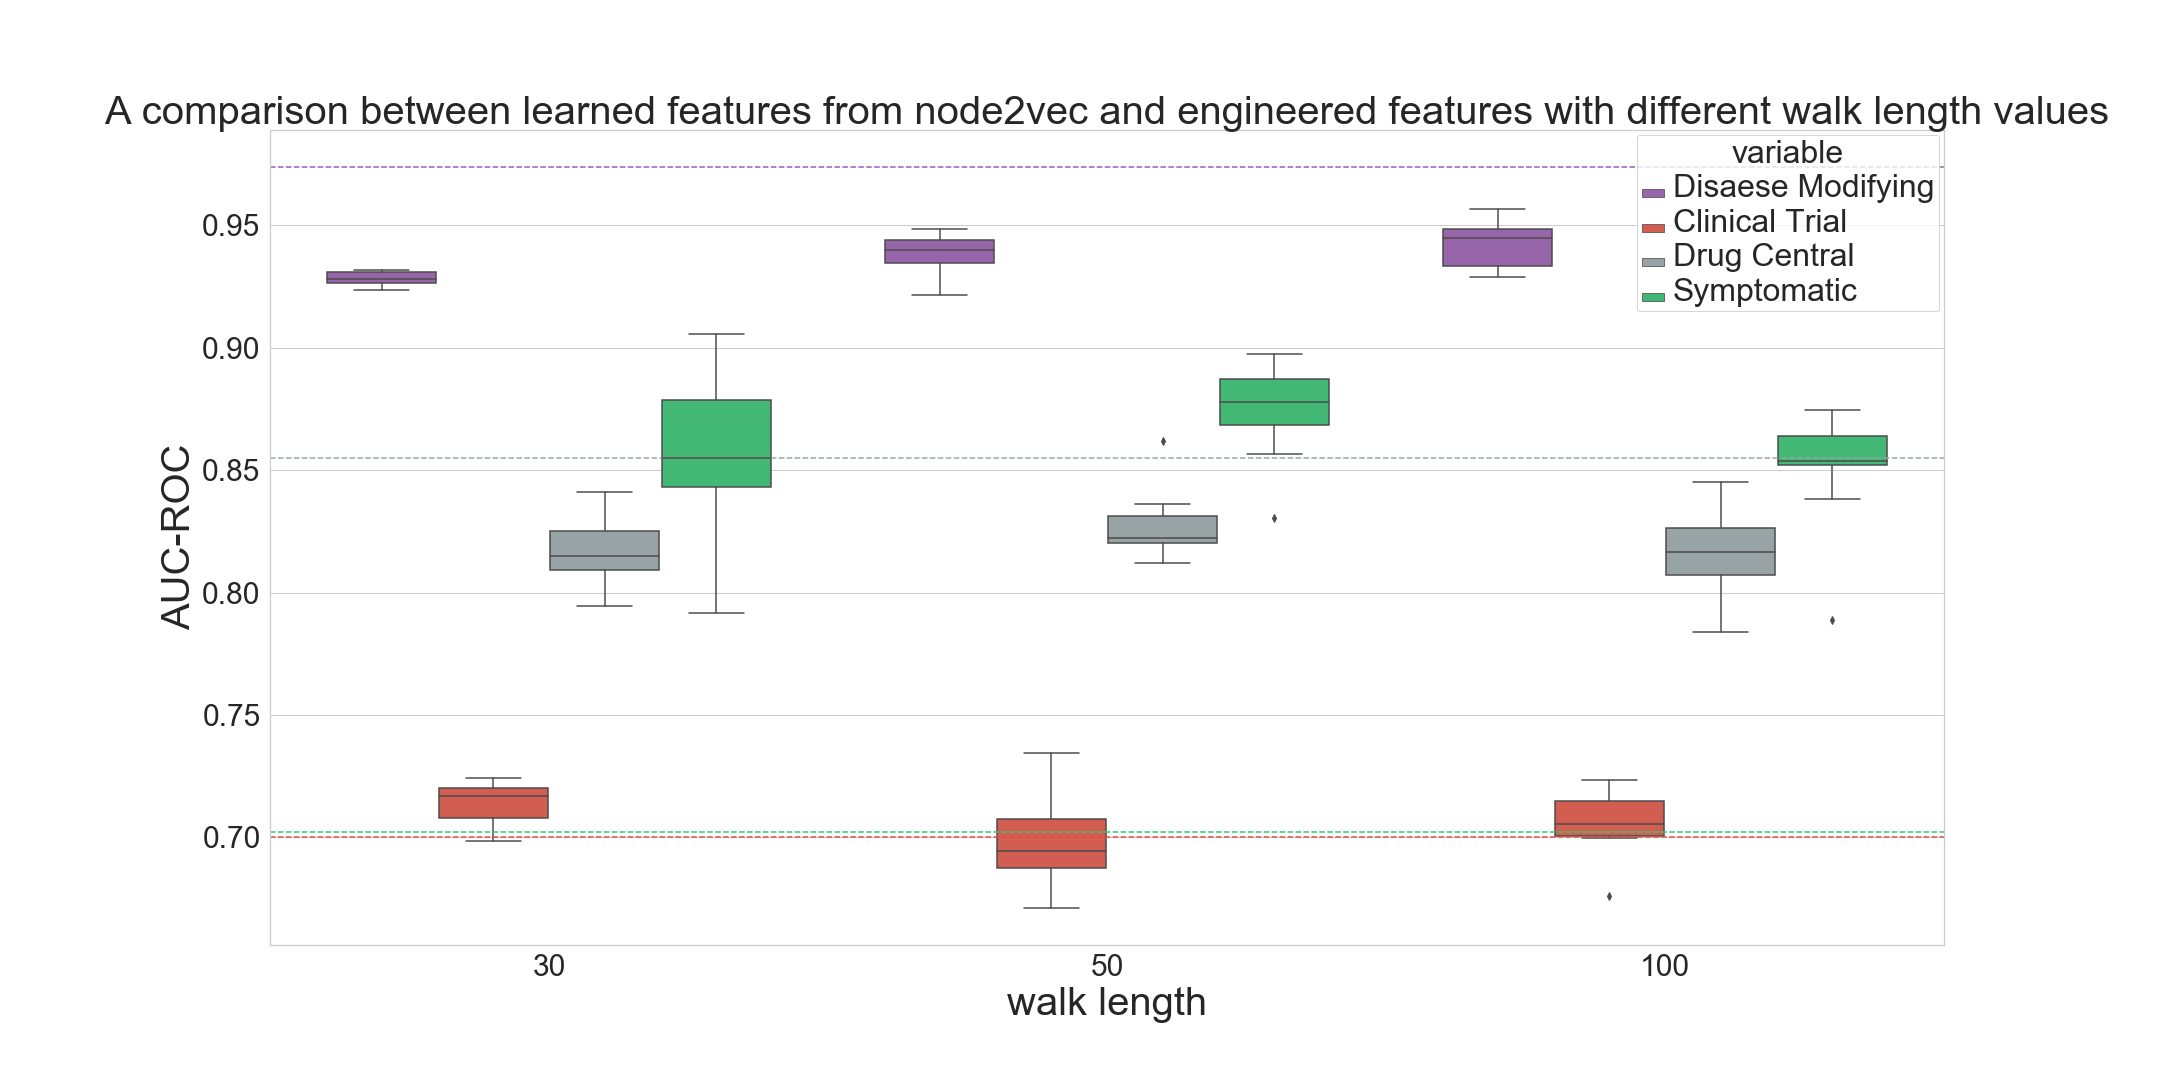 A comparison between learned features from node2vec and engineered features with different walk length values
variable
Disaese Modifying
Clinical Trial
Drug Central
Symptomatic
0.95
0.90
0.85
0.80
0.75
0.70
AUC-ROC
30 50 100
walk length